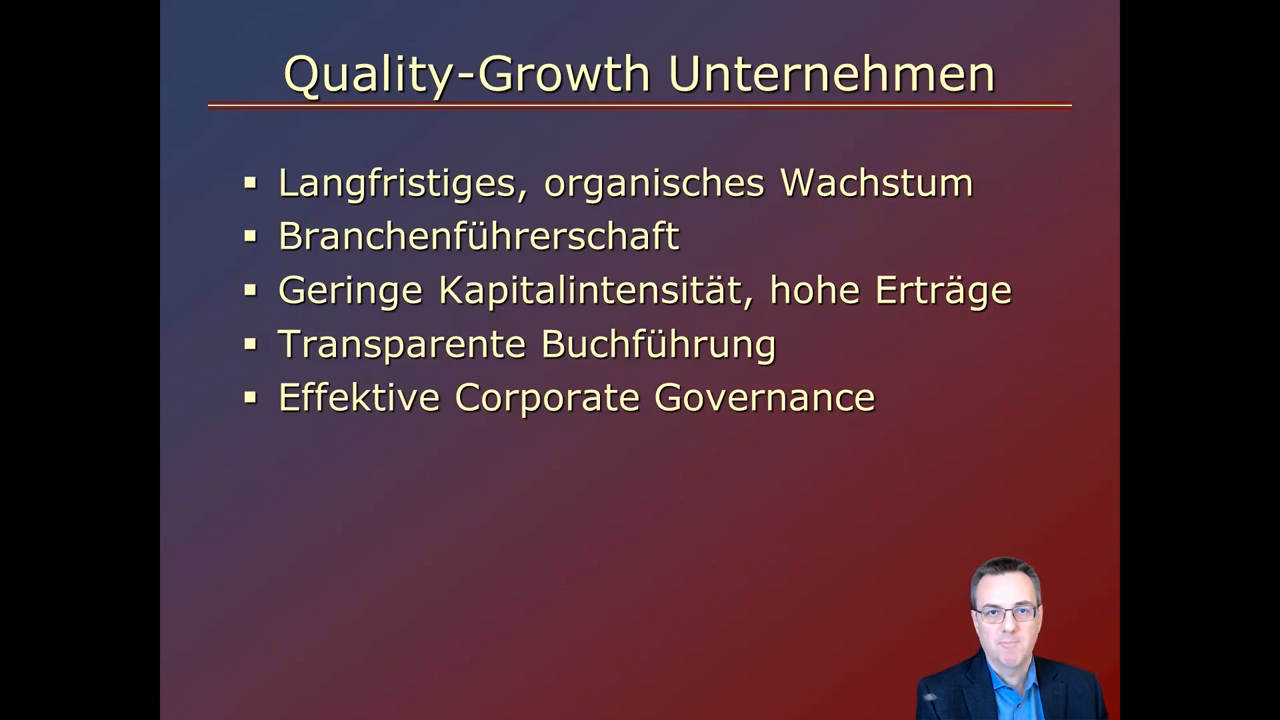 Quality-Growth Unternehmen
▪ Langfristiges, organisches Wachstum
▪ Branchenführerschaft
▪ Geringe Kapitalintensität, hohe Erträge
▪ Transparente Buchführung
▪ Effektive Corporate Governance